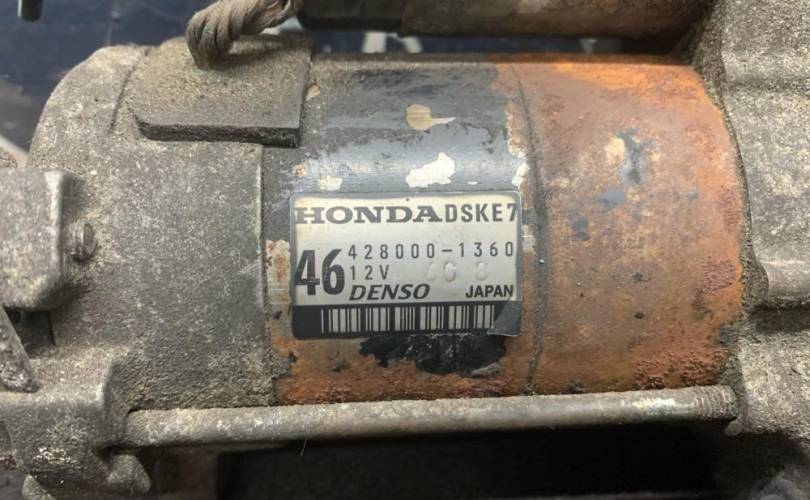 HONDA DSKE7
46 428000-1360
12V
DENSO JAPAN